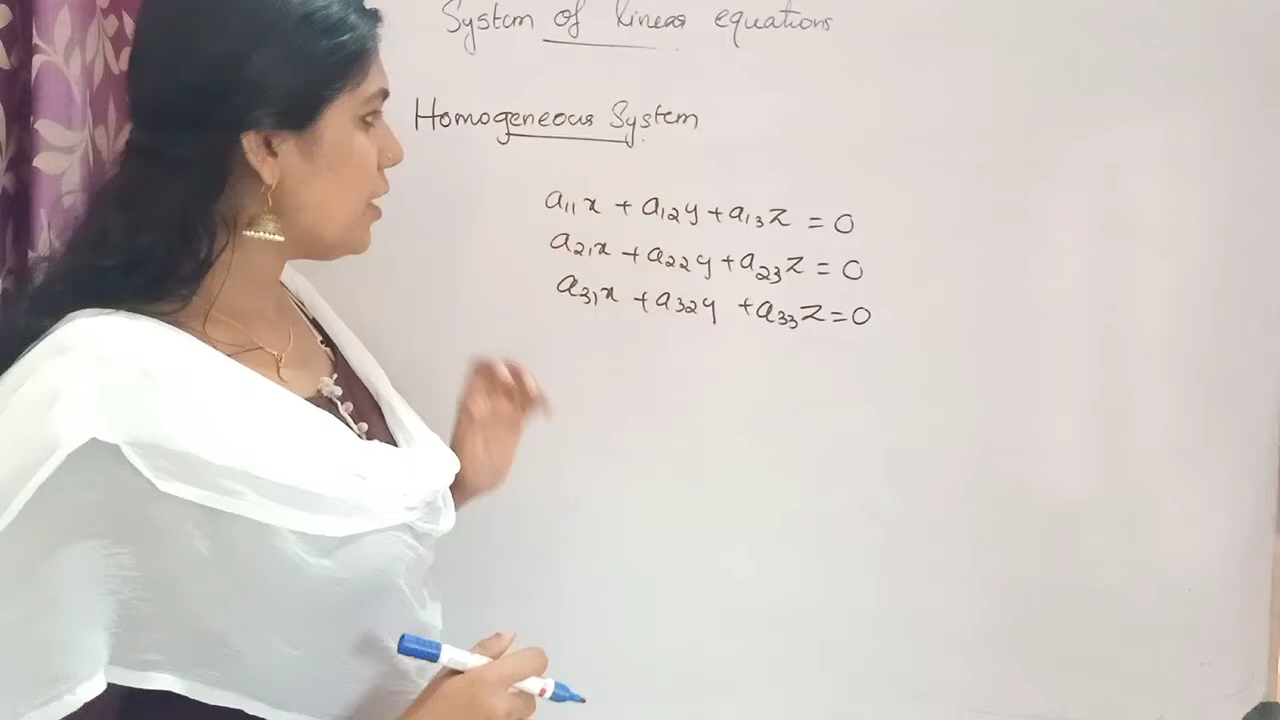 System of linear equations
Homogeneous System
a₁₁x + a₁₂y + a₁₃z = 0
a₂₁x + a₂₂y + a₂₃z = 0
a₃₁x + a₃₂y + a₃₃z = 0